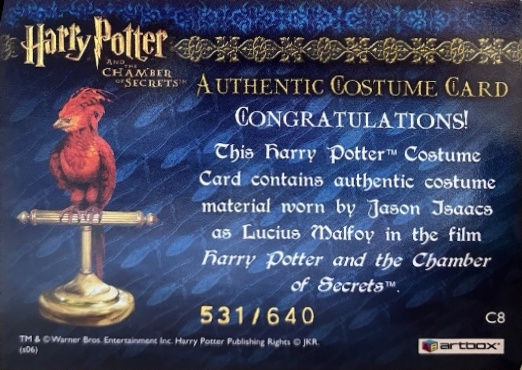 Harry Potter
AND THE
CHAMBER
OF SECRETS™
AUTHENTIC COSTUME CARD
CONGRATULATIONS!
This Harry Potter™ Costume
Card contains authentic costume
material worn by Jason Isaacs
as Lucius Malfoy in the film
Harry Potter and the Chamber
of Secrets™.
531/640
C8
TM & © Warner Bros. Entertainment Inc. Harry Potter Publishing Rights © JKR.
(s06)
artbox